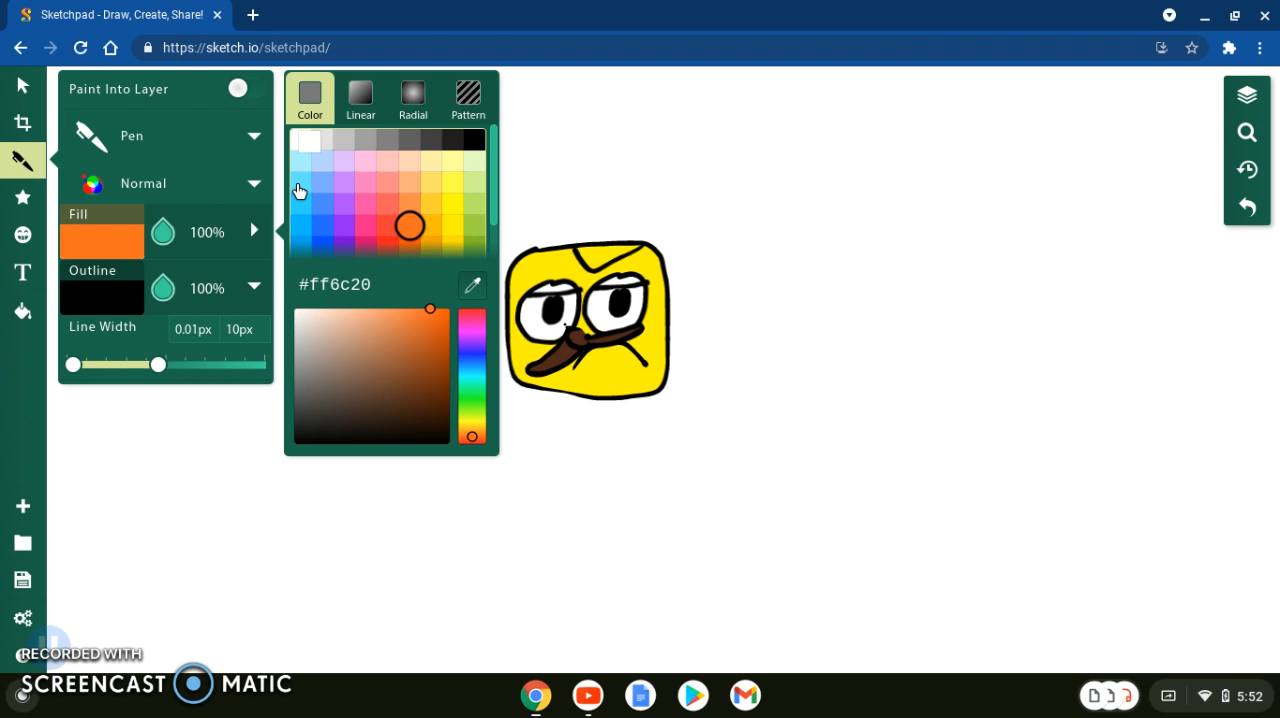 Sketchpad - Draw, Create, Share!
https://sketch.io/sketchpad/
Paint Into Layer
Pen
Normal
Fill
100%
Outline
100%
Line Width
0.01px
10px
Color
Linear
Radial
Pattern
#ff6c20
RECORDED WITH
SCREENCAST MATIC
5:52